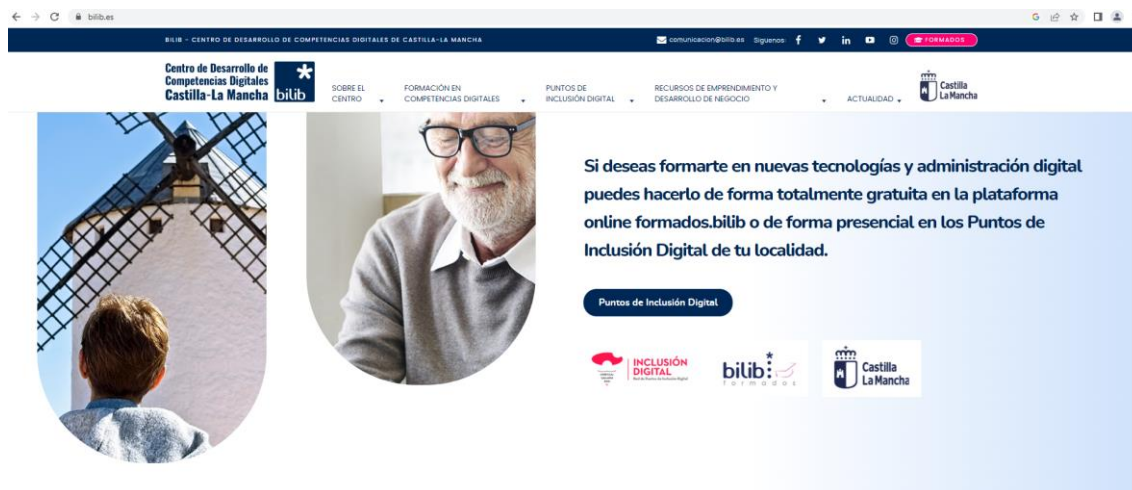 bilib.es
BILIB - CENTRO DE DESARROLLO DE COMPETENCIAS DIGITALES DE CASTILLA-LA MANCHA
comunicacion@bilib.es Siguenos:
FORMADOS
Centro de Desarrollo de
Competencias Digitales
Castilla-La Mancha
bilib
SOBRE EL
CENTRO
FORMACIÓN EN
COMPETENCIAS DIGITALES
PUNTOS DE
INCLUSIÓN DIGITAL
RECURSOS DE EMPRENDIMIENTO Y
DESARROLLO DE NEGOCIO
ACTUALIDAD
Castilla
La Mancha
Si deseas formarte en nuevas tecnologías y administración digital
puedes hacerlo de forma totalmente gratuita en la plataforma
online formados.bilib o de forma presencial en los Puntos de
Inclusión Digital de tu localidad.
Puntos de Inclusión Digital
INCLUSIÓN
DIGITAL
bilib
formados
Castilla
La Mancha